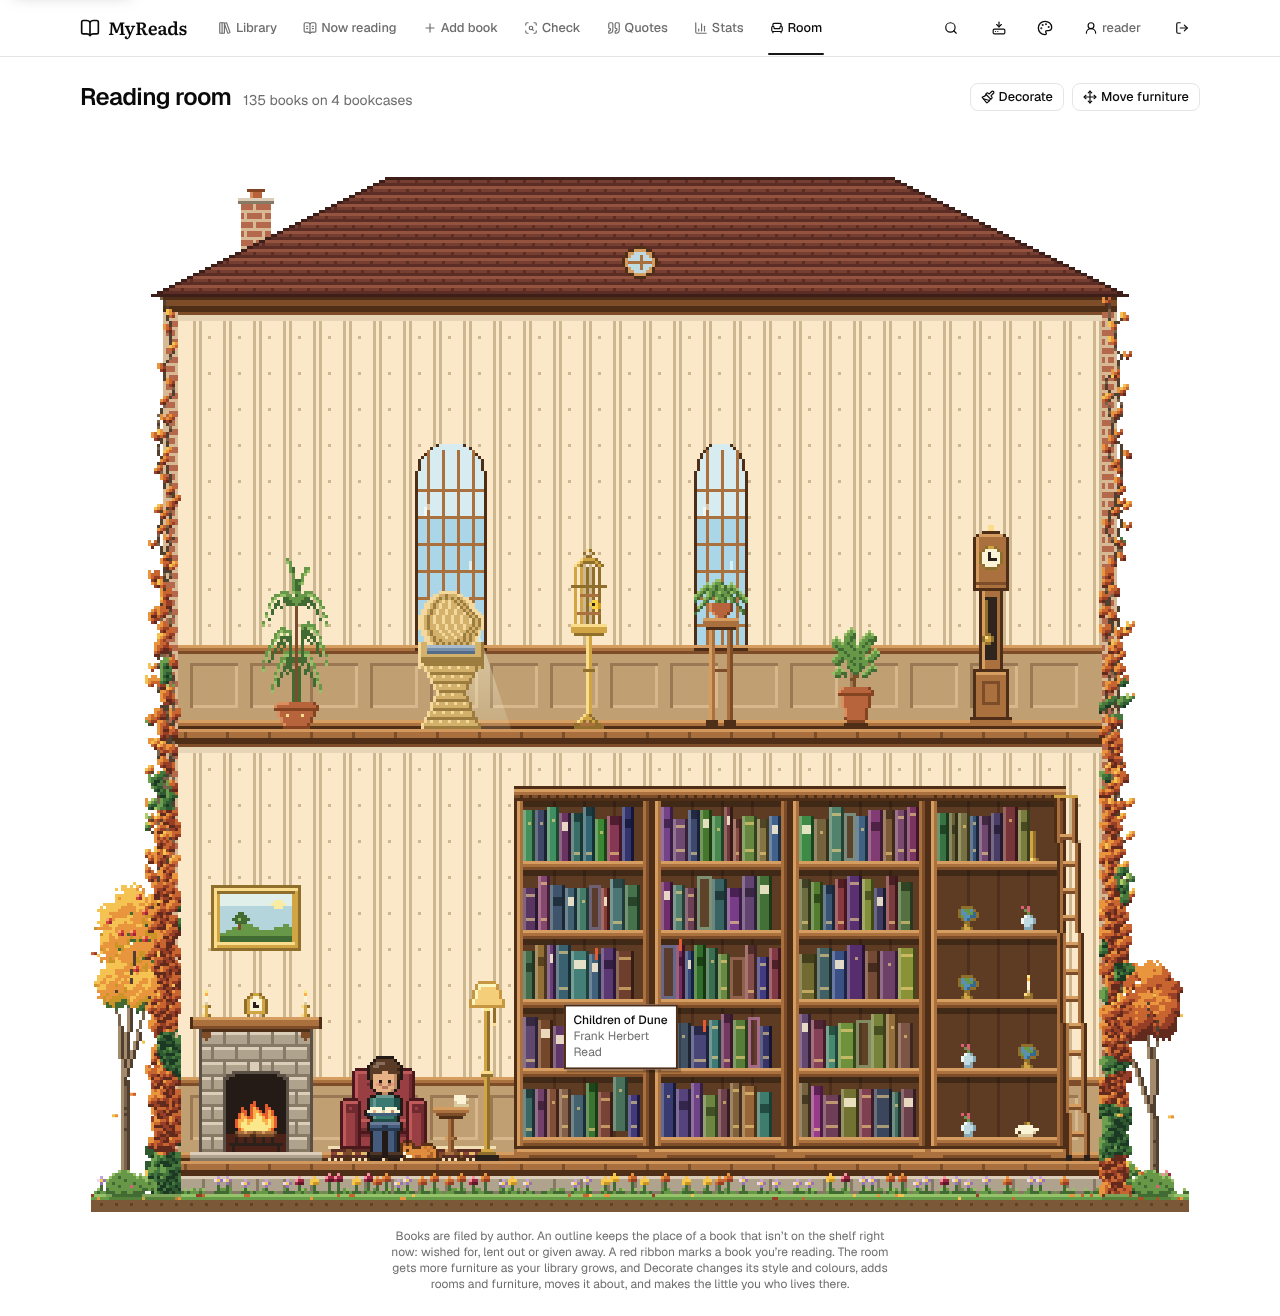 MyReads
Library
Now reading
Add book
Check
Quotes
Stats
Room
reader
Reading room
135 books on 4 bookcases
Decorate
Move furniture
Children of Dune
Frank Herbert
Read
Books are filed by author. An outline keeps the place of a book that isn’t on the shelf right
now: wished for, lent out or given away. A red ribbon marks a book you’re reading. The room
gets more furniture as your library grows, and Decorate changes its style and colours, adds
rooms and furniture, moves it about, and makes the little you who lives there.